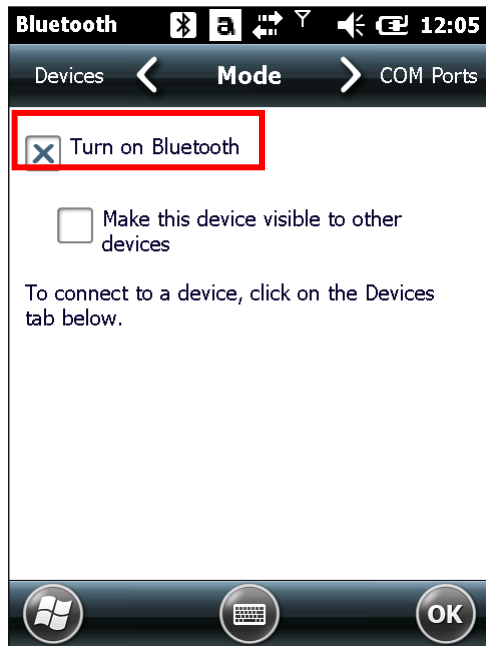 Bluetooth a 12:05
Devices Mode COM Ports
Turn on Bluetooth
Make this device visible to other
devices
To connect to a device, click on the Devices
tab below.
OK